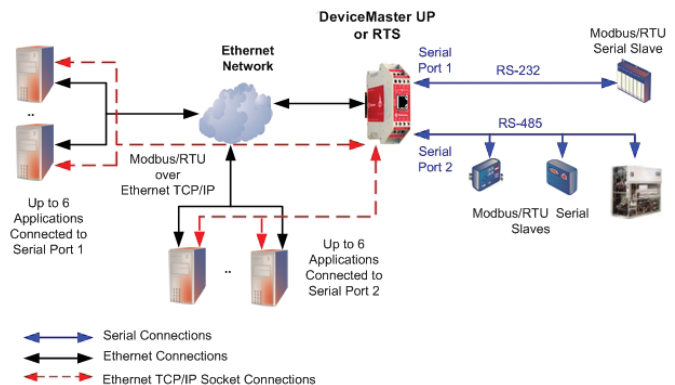 DeviceMaster UP
or RTS
Ethernet
Network
Serial
Port 1
RS-232
Modbus/RTU
Serial Slave
RS-485
Serial
Port 2
Modbus/RTU Serial
Slaves
..
Modbus/RTU
over
Ethernet TCP/IP
Up to 6
Applications
Connected to
Serial Port 1
..
Up to 6
Applications
Connected to
Serial Port 2
Serial Connections
Ethernet Connections
Ethernet TCP/IP Socket Connections